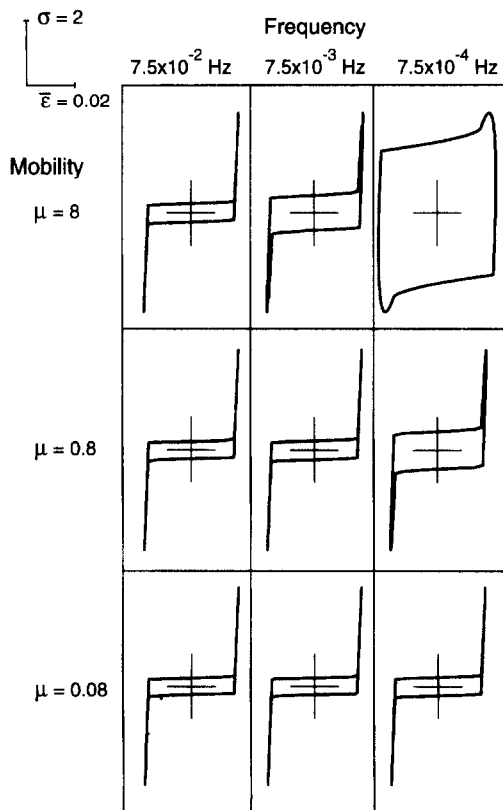 σ = 2
Frequency
ε̅ = 0.02
7.5x10⁻² Hz
7.5x10⁻³ Hz
7.5x10⁻⁴ Hz
Mobility
μ = 8
μ = 0.8
μ = 0.08